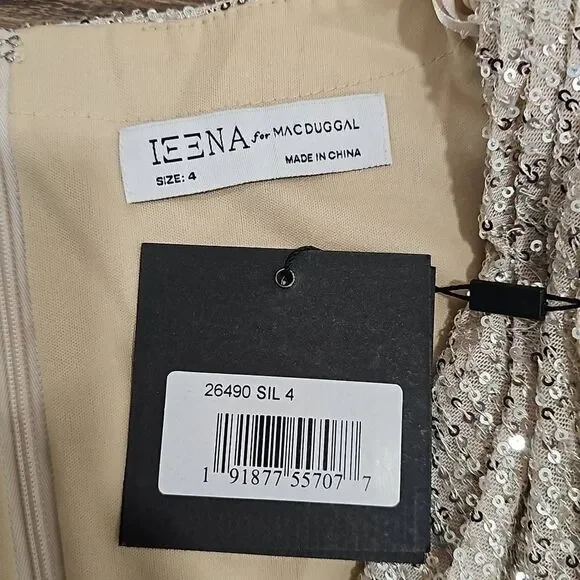 IEENA for MAC DUGGAL
SIZE: 4
MADE IN CHINA
26490 SIL 4
1 91877 55707 7